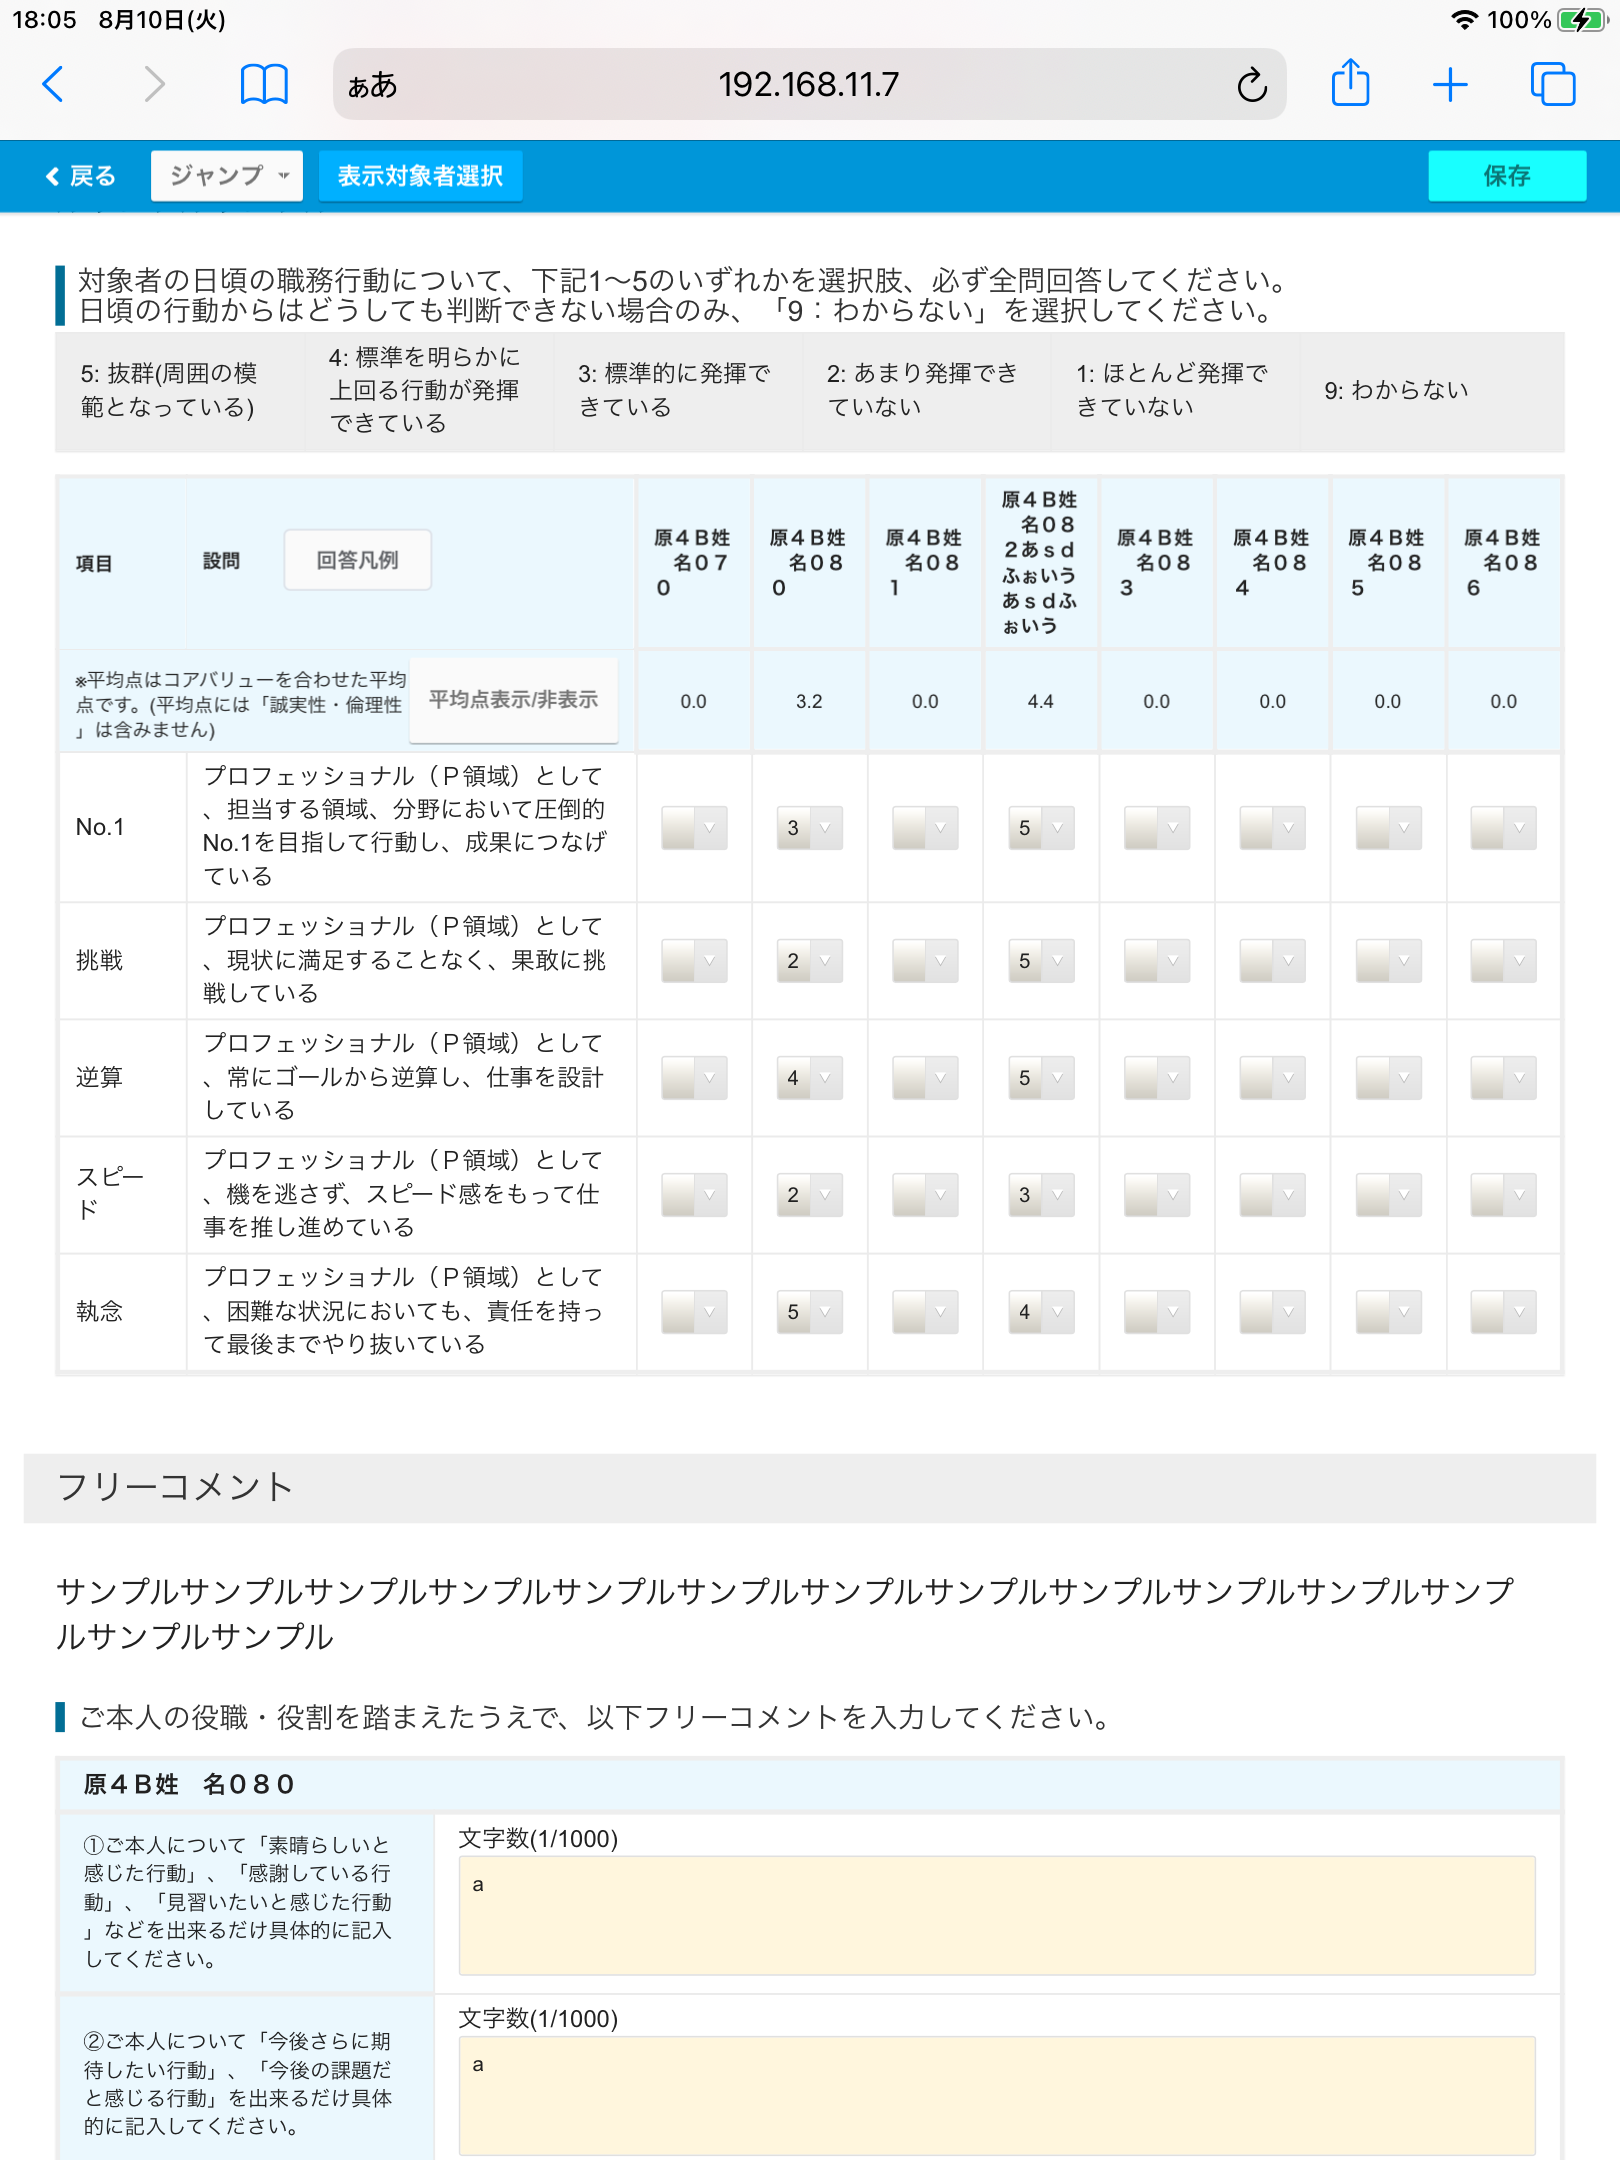 18:05 8月10日(火) 100%
ぁあ 192.168.11.7
戻る ジャンプ 表示対象者選択 保存
対象者の日頃の職務行動について、下記1〜5のいずれかを選択肢、必ず全問回答してください。
日頃の行動からはどうしても判断できない場合のみ、「9：わからない」を選択してください。
5: 抜群(周囲の模
範となっている)
4: 標準を明らかに
上回る行動が発揮
できている
3: 標準的に発揮で
きている
2: あまり発揮でき
ていない
1: ほとんど発揮で
きていない
9: わからない
項目
設問
回答凡例
原４Ｂ姓
名０７
０
原４Ｂ姓
名０８
０
原４Ｂ姓
名０８
１
原４Ｂ姓
名０８
２あｓｄ
ふぉいう
あｓｄふ
ぉいう
原４Ｂ姓
名０８
３
原４Ｂ姓
名０８
４
原４Ｂ姓
名０８
５
原４Ｂ姓
名０８
６
※平均点はコアバリューを合わせた平均
点です。(平均点には「誠実性・倫理性
」は含みません)
平均点表示/非表示
0.0 3.2 0.0 4.4 0.0 0.0 0.0 0.0
No.1
プロフェッショナル（Ｐ領域）として
、担当する領域、分野において圧倒的
No.1を目指して行動し、成果につなげ
ている
3 5
挑戦
プロフェッショナル（Ｐ領域）として
、現状に満足することなく、果敢に挑
戦している
2 5
逆算
プロフェッショナル（Ｐ領域）として
、常にゴールから逆算し、仕事を設計
している
4 5
スピー
ド
プロフェッショナル（Ｐ領域）として
、機を逃さず、スピード感をもって仕
事を推し進めている
2 3
執念
プロフェッショナル（Ｐ領域）として
、困難な状況においても、責任を持っ
て最後までやり抜いている
5 4
フリーコメント
サンプルサンプルサンプルサンプルサンプルサンプルサンプルサンプルサンプルサンプルサンプルサンプ
ルサンプルサンプル
ご本人の役職・役割を踏まえたうえで、以下フリーコメントを入力してください。
原４Ｂ姓　名０８０
①ご本人について「素晴らしいと
感じた行動」、「感謝している行
動」、「見習いたいと感じた行動
」などを出来るだけ具体的に記入
してください。
文字数(1/1000)
a
②ご本人について「今後さらに期
待したい行動」、「今後の課題だ
と感じる行動」を出来るだけ具体
的に記入してください。
文字数(1/1000)
a